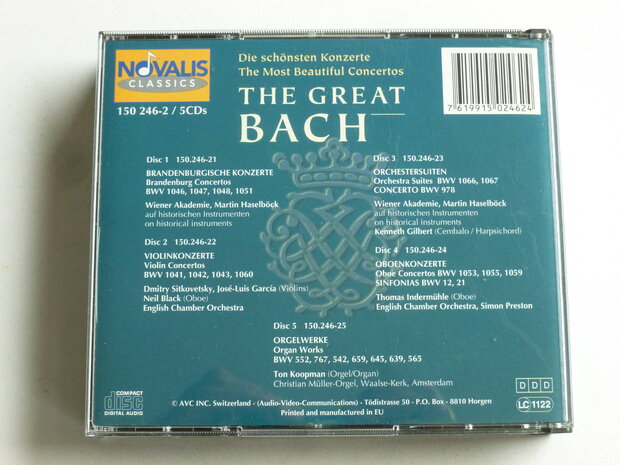 NOVALIS
CLASSICS
150 246-2 / 5CDs
Die schönsten Konzerte
The Most Beautiful Concertos
THE GREAT
BACH
7 619915 024624
Disc 1 150.246-21
BRANDENBURGISCHE KONZERTE
Brandenburg Concertos
BWV 1046, 1047, 1048, 1051
Wiener Akademie, Martin Haselböck
auf historischen Instrumenten
on historical instruments
Disc 2 150.246-22
VIOLINKONZERTE
Violin Concertos
BWV 1041, 1042, 1043, 1060
Dmitry Sitkovetsky, José-Luis García (Violins)
Neil Black (Oboe)
English Chamber Orchestra
Disc 3 150.246-23
ORCHESTERSUITEN
Orchestra Suites BWV 1066, 1067
CONCERTO BWV 978
Wiener Akademie, Martin Haselböck
auf historischen Instrumenten
on historical instruments
Kenneth Gilbert (Cembalo / Harpsichord)
Disc 4 150.246-24
OBOENKONZERTE
Oboe Concertos BWV 1053, 1055, 1059
SINFONIAS BWV 12, 21
Thomas Indermühle (Oboe)
English Chamber Orchestra, Simon Preston
Disc 5 150.246-25
ORGELWERKE
Organ Works
BWV 552, 767, 542, 659, 645, 639, 565
Ton Koopman (Orgel/Organ)
Christian Müller-Orgel, Waalse-Kerk, Amsterdam
COMPACT
disc
DIGITAL AUDIO
© AVC INC. Switzerland - (Audio-Video-Communications) - Tödistrasse 50 - P.O. Box - 8810 Horgen
Printed and manufactured in EU
D D D
LC 1122